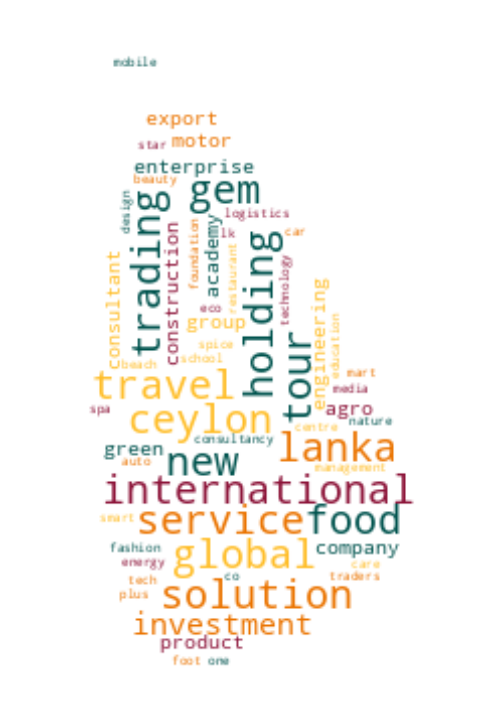 mobile
export
star motor
enterprise
beauty
gem
design
trading
logistics
academy
lk
car
foundation
construction
holding
restaurant
technology
consultant
eco
engineering
group
education
tour
spice
school
beach
travel
mart
media
spa
agro
ceylon
nature
centre
consultancy
green
lanka
auto
new
management
international
smart
service food
fashion
global company
energy
care
co
tech
traders
plus
solution
investment
product
foot one